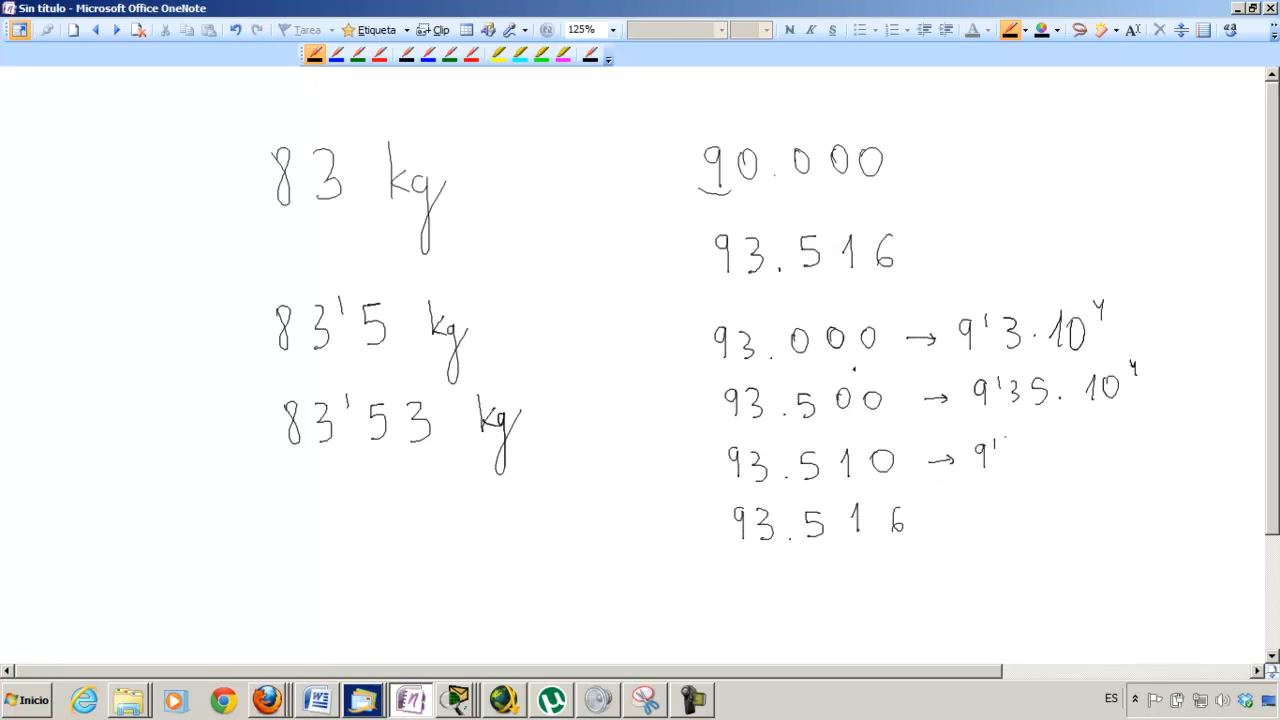 Sin título - Microsoft Office OneNote
Tarea Etiqueta Clip 125% N K S
83 kg
83'5 kg
83'53 kg
90.000
93.516
93.000 → 9'3·10⁴
93.500 → 9'35·10⁴
93.510 → 9'
93.516
Inicio
ES